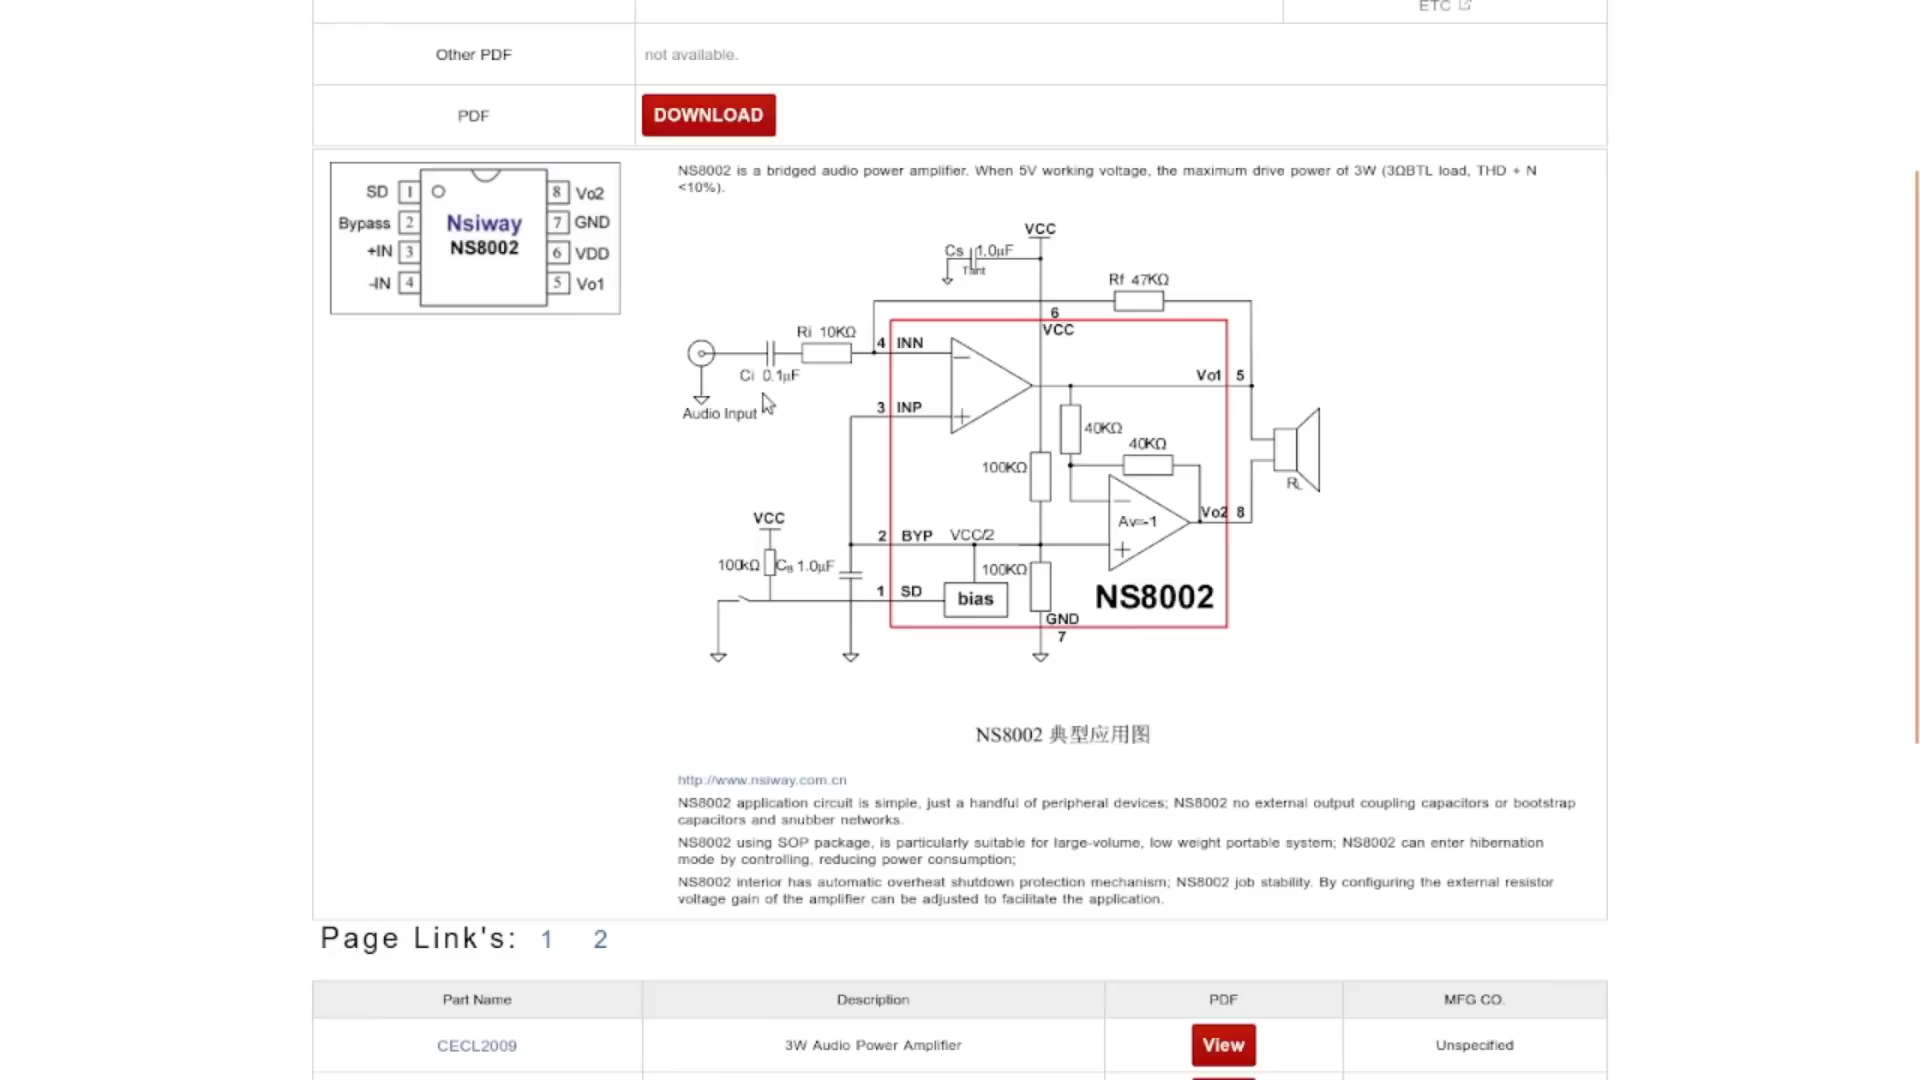 ETC
Other PDF
not available.
PDF
DOWNLOAD
SD 1
Bypass 2
+IN 3
-IN 4
Nsiway
NS8002
8 Vo2
7 GND
6 VDD
5 Vo1
NS8002 is a bridged audio power amplifier. When 5V working voltage, the maximum drive power of 3W (3ΩBTL load, THD + N
<10%).
VCC
Cs 1.0μF
Tant
Rf 47KΩ
6
VCC
Ri 10KΩ
4 INN
Ci 0.1μF
Vo1 5
3 INP
Audio Input
40KΩ
40KΩ
100KΩ
RL
VCC
Vo2 8
Av=-1
2 BYP VCC/2
100kΩ
CB 1.0μF
100KΩ
1 SD
bias
NS8002
GND
7
NS8002 典型应用图
http://www.nsiway.com.cn
NS8002 application circuit is simple, just a handful of peripheral devices; NS8002 no external output coupling capacitors or bootstrap
capacitors and snubber networks.
NS8002 using SOP package, is particularly suitable for large-volume, low weight portable system; NS8002 can enter hibernation
mode by controlling, reducing power consumption;
NS8002 interior has automatic overheat shutdown protection mechanism; NS8002 job stability. By configuring the external resistor
voltage gain of the amplifier can be adjusted to facilitate the application.
Page Link's: 1 2
Part Name Description PDF MFG CO.
CECL2009 3W Audio Power Amplifier View Unspecified